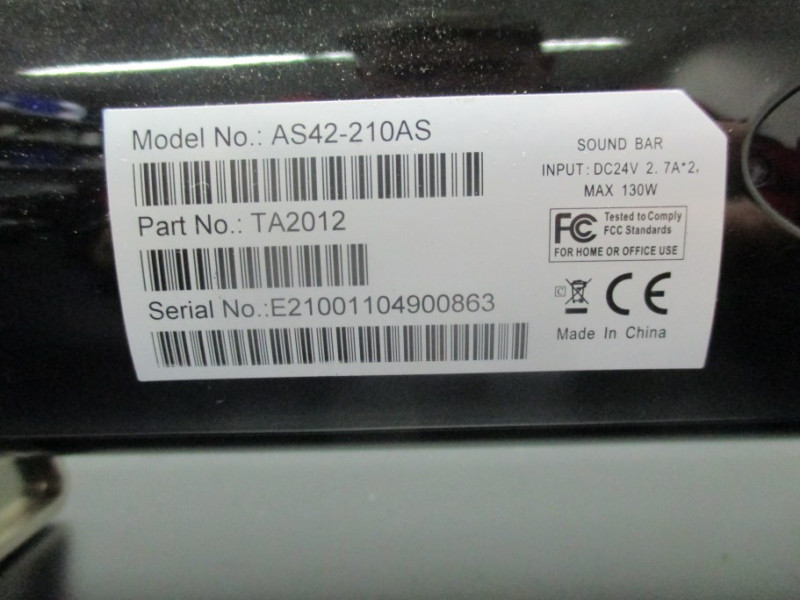 Model No.: AS42-210AS
Part No.: TA2012
Serial No.:E21001104900863
SOUND BAR
INPUT: DC24V 2. 7A*2,
MAX 130W
FC Tested to Comply
FCC Standards
FOR HOME OR OFFICE USE
CE
Made In China